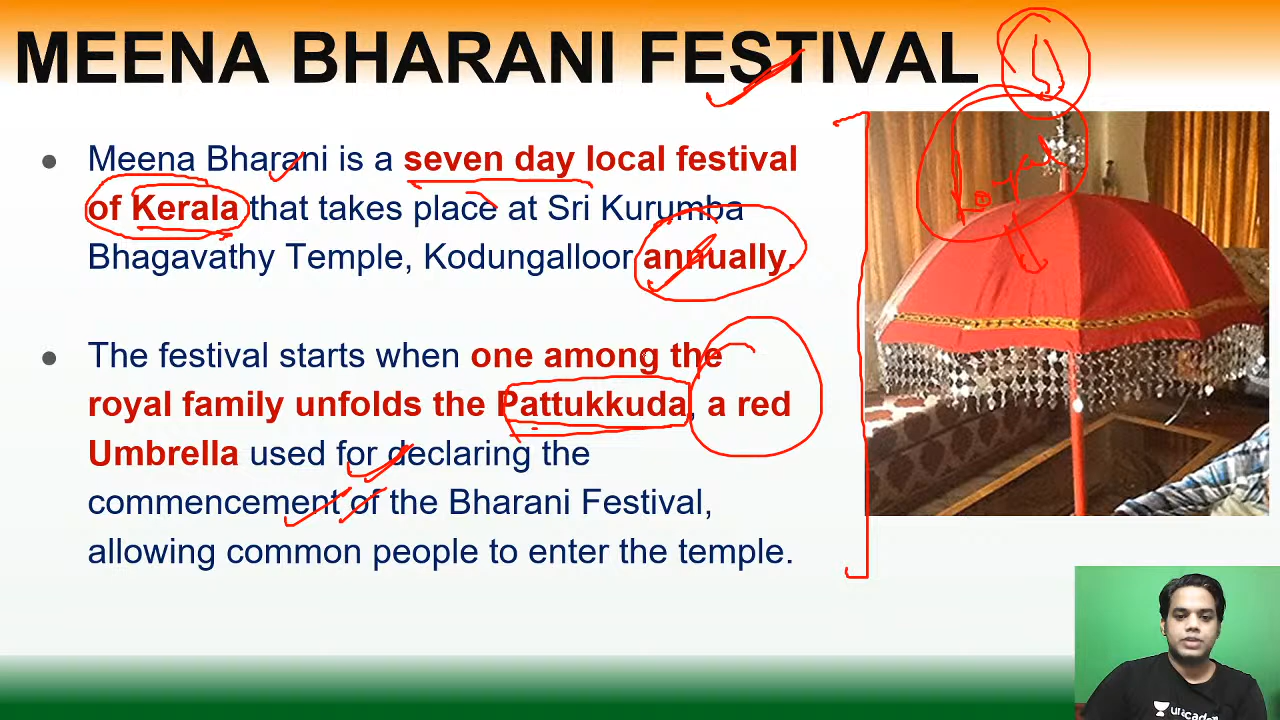 MEENA BHARANI FESTIVAL
Meena Bharani is a seven day local festival
of Kerala that takes place at Sri Kurumba
Bhagavathy Temple, Kodungalloor annually.
The festival starts when one among the
royal family unfolds the Pattukkuda, a red
Umbrella used for declaring the
commencement of the Bharani Festival,
allowing common people to enter the temple.